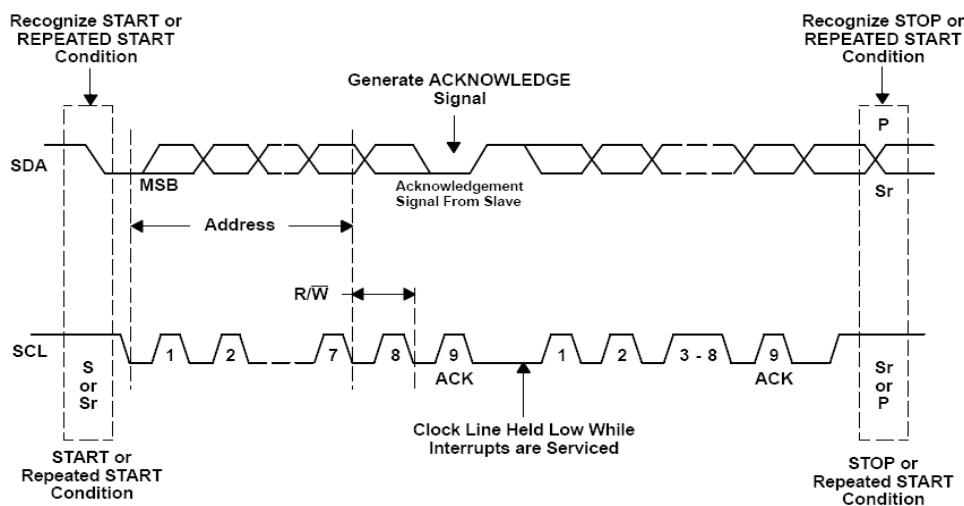 Recognize START or
REPEATED START
Condition
Recognize STOP or
REPEATED START
Condition
Generate ACKNOWLEDGE
Signal
P
SDA
MSB
Acknowledgement
Signal From Slave
Sr
Address
R/W̅
SCL
1
2
7
8
9
1
2
3 - 8
9
S
or
Sr
ACK
ACK
Sr
or
P
Clock Line Held Low While
Interrupts are Serviced
START or
Repeated START
Condition
STOP or
Repeated START
Condition